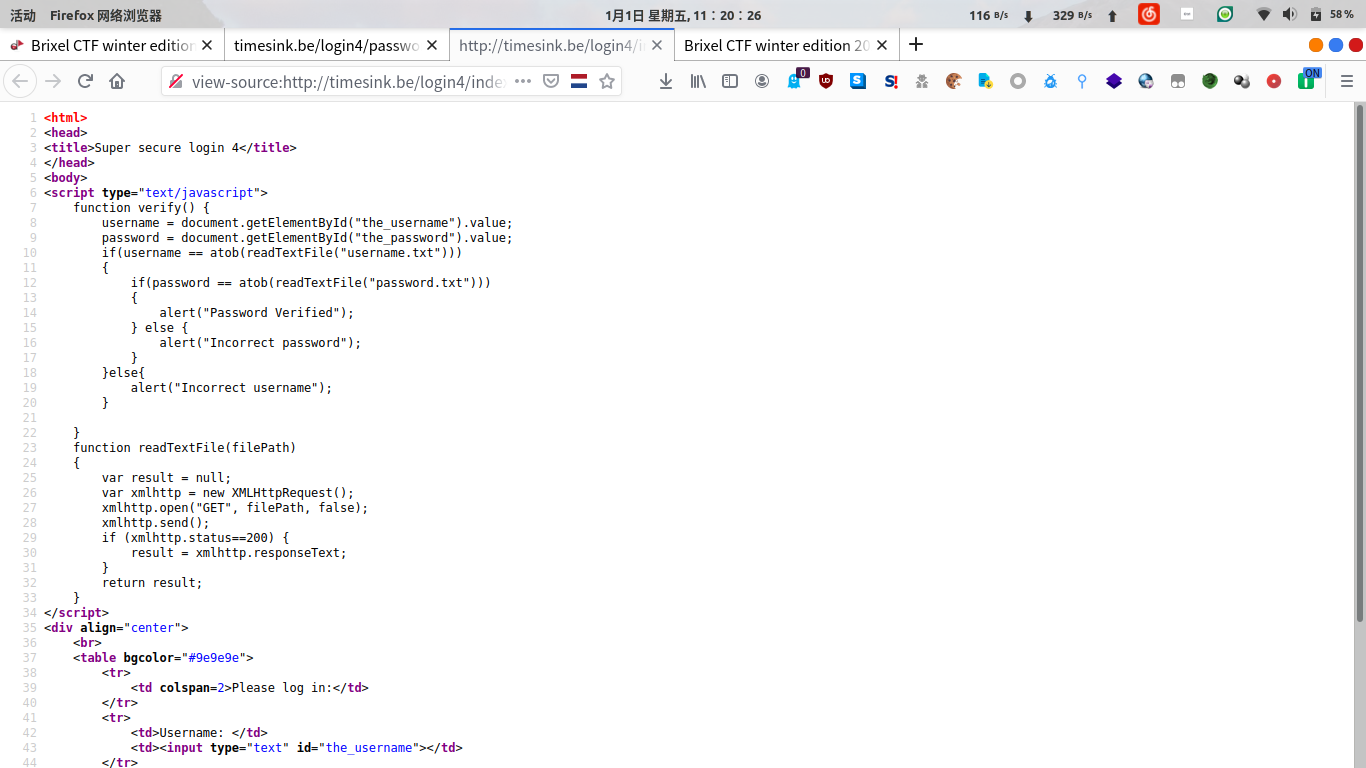 活动 Firefox 网络浏览器 1月1日 星期五, 11：20：26 116 B/s 329 B/s 58 %
Brixel CTF winter edition timesink.be/login4/passwo http://timesink.be/login4/i Brixel CTF winter edition 20
view-source:http://timesink.be/login4/inde 0 ON
1 <html>
2 <head>
3 <title>Super secure login 4</title>
4 </head>
5 <body>
6 <script type="text/javascript">
7 function verify() {
8 username = document.getElementById("the_username").value;
9 password = document.getElementById("the_password").value;
10 if(username == atob(readTextFile("username.txt")))
11 {
12 if(password == atob(readTextFile("password.txt")))
13 {
14 alert("Password Verified");
15 } else {
16 alert("Incorrect password");
17 }
18 }else{
19 alert("Incorrect username");
20 }
21
22 }
23 function readTextFile(filePath)
24 {
25 var result = null;
26 var xmlhttp = new XMLHttpRequest();
27 xmlhttp.open("GET", filePath, false);
28 xmlhttp.send();
29 if (xmlhttp.status==200) {
30 result = xmlhttp.responseText;
31 }
32 return result;
33 }
34 </script>
35 <div align="center">
36 <br>
37 <table bgcolor="#9e9e9e">
38 <tr>
39 <td colspan=2>Please log in:</td>
40 </tr>
41 <tr>
42 <td>Username: </td>
43 <td><input type="text" id="the_username"></td>
44 </tr>